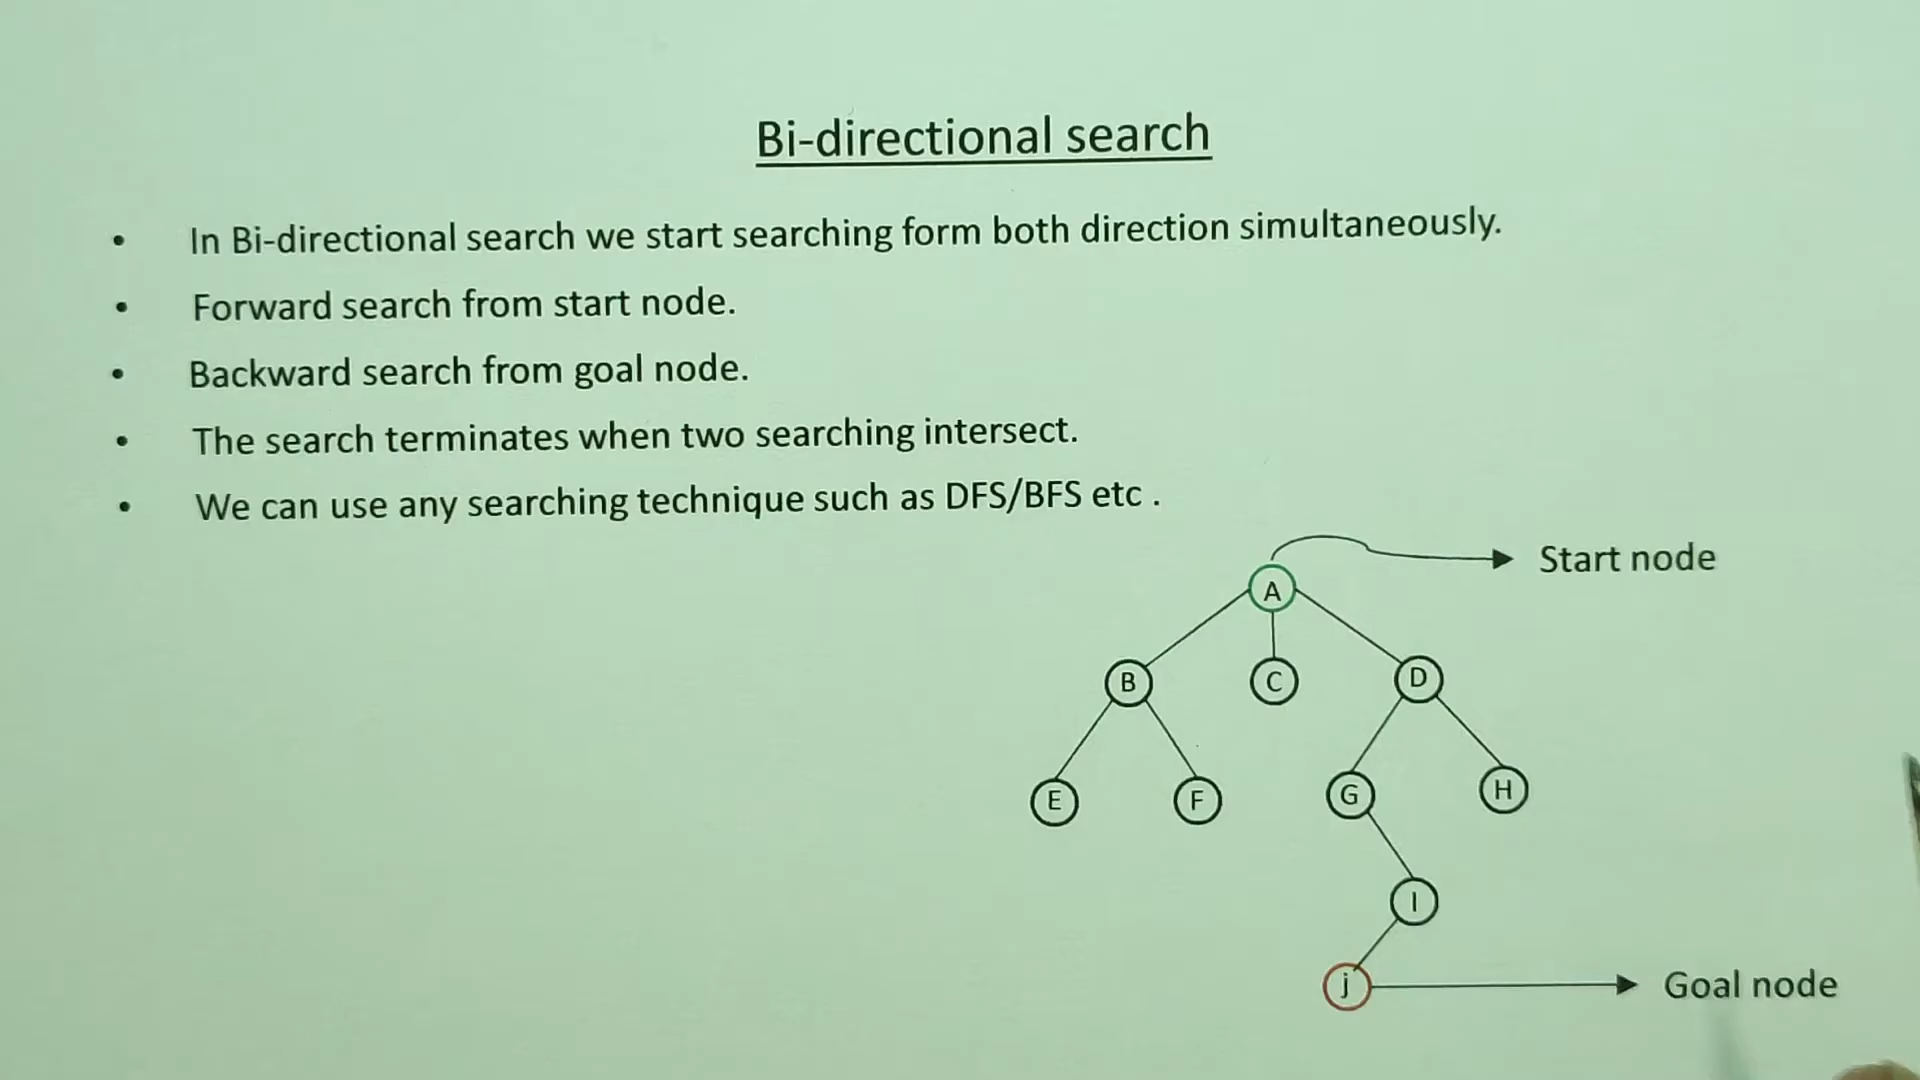 Bi-directional search
• In Bi-directional search we start searching form both direction simultaneously.
• Forward search from start node.
• Backward search from goal node.
• The search terminates when two searching intersect.
• We can use any searching technique such as DFS/BFS etc .
Start node
A
B C D
E F G H
I
j Goal node